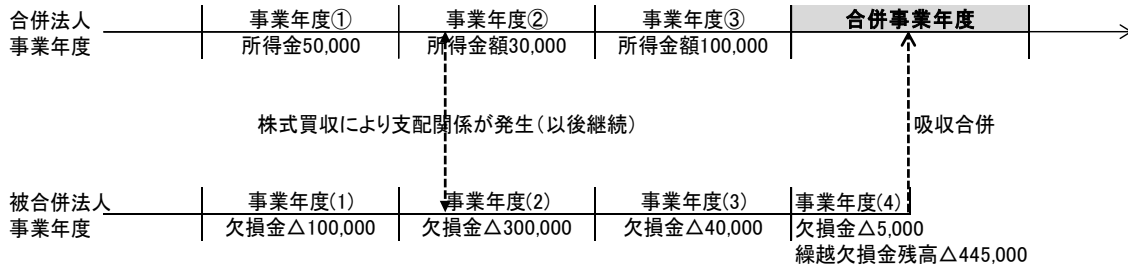 合併法人
事業年度
事業年度① 事業年度② 事業年度③ 合併事業年度
所得金50,000 所得金額30,000 所得金額100,000
株式買収により支配関係が発生(以後継続) 吸収合併
被合併法人
事業年度
事業年度(1) 事業年度(2) 事業年度(3) 事業年度(4)
欠損金△100,000 欠損金△300,000 欠損金△40,000 欠損金△5,000
繰越欠損金残高△445,000